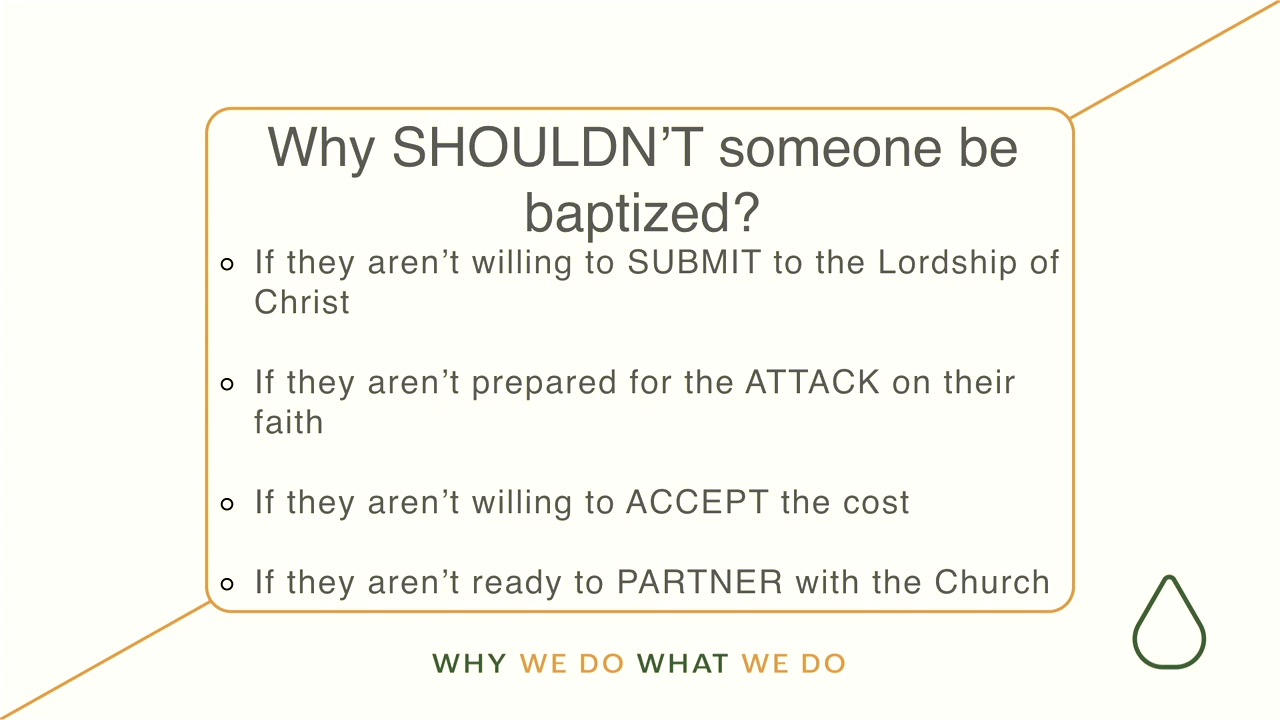 Why SHOULDN’T someone be
baptized?
If they aren’t willing to SUBMIT to the Lordship of
Christ
If they aren’t prepared for the ATTACK on their
faith
If they aren’t willing to ACCEPT the cost
If they aren’t ready to PARTNER with the Church
WHY WE DO WHAT WE DO